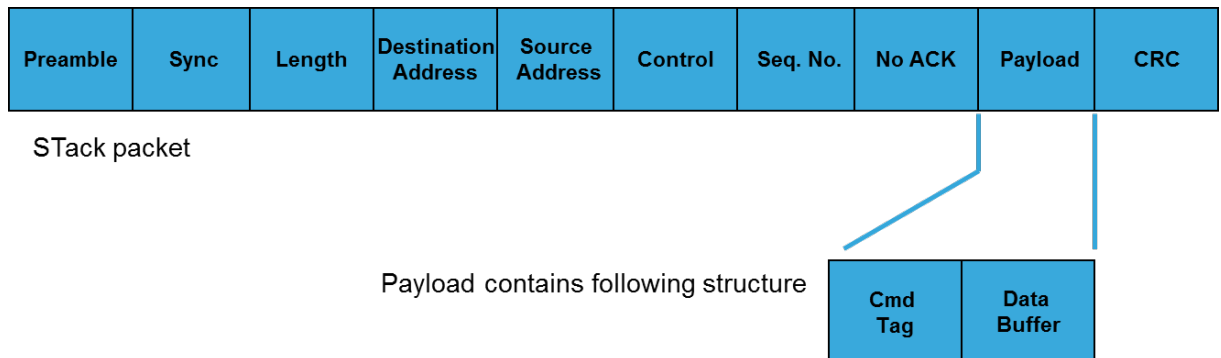 Preamble Sync Length Destination Address Source Address Control Seq. No. No ACK Payload CRC
STack packet
Payload contains following structure
Cmd Tag Data Buffer